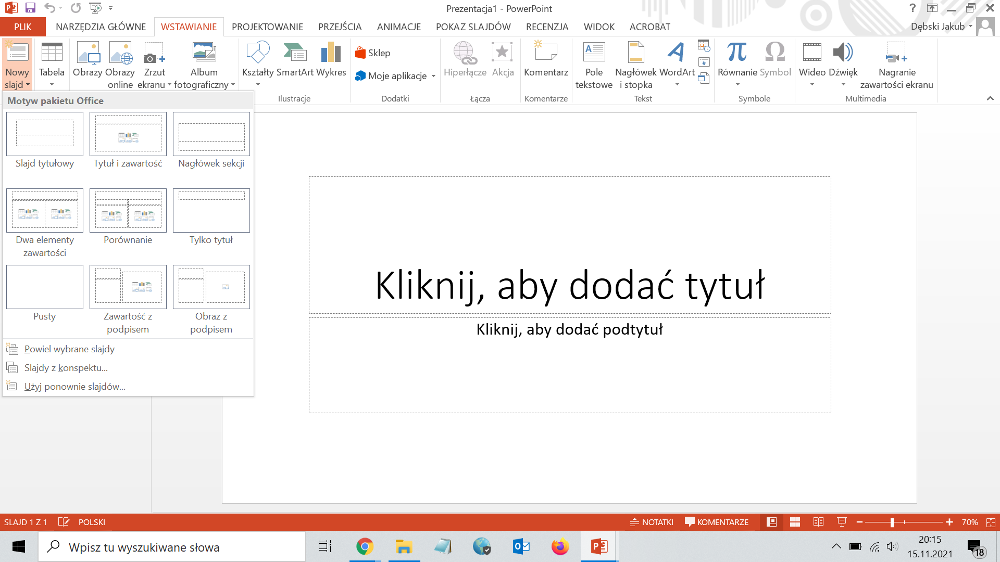 Prezentacja1 - PowerPoint
PLIK NARZĘDZIA GŁÓWNE WSTAWIANIE PROJEKTOWANIE PRZEJŚCIA ANIMACJE POKAZ SLAJDÓW RECENZJA WIDOK ACROBAT Dębski Jakub
Nowy slajd
Tabela
Obrazy
Obrazy online
Zrzut ekranu
Album fotograficzny
Kształty
SmartArt
Wykres
Ilustracje
Sklep
Moje aplikacje
Dodatki
Hiperłącze
Akcja
Łącza
Komentarz
Komentarze
Pole tekstowe
Nagłówek i stopka
WordArt
Tekst
Równanie
Symbol
Symbole
Wideo
Dźwięk
Nagranie zawartości ekranu
Multimedia
Motyw pakietu Office
Slajd tytułowy
Tytuł i zawartość
Nagłówek sekcji
Dwa elementy zawartości
Porównanie
Tylko tytuł
Pusty
Zawartość z podpisem
Obraz z podpisem
Powiel wybrane slajdy
Slajdy z konspektu...
Użyj ponownie slajdów...
Kliknij, aby dodać tytuł
Kliknij, aby dodać podtytuł
SLAJD 1 Z 1 POLSKI NOTATKI KOMENTARZE 70%
Wpisz tu wyszukiwane słowa
20:15
15.11.2021
18